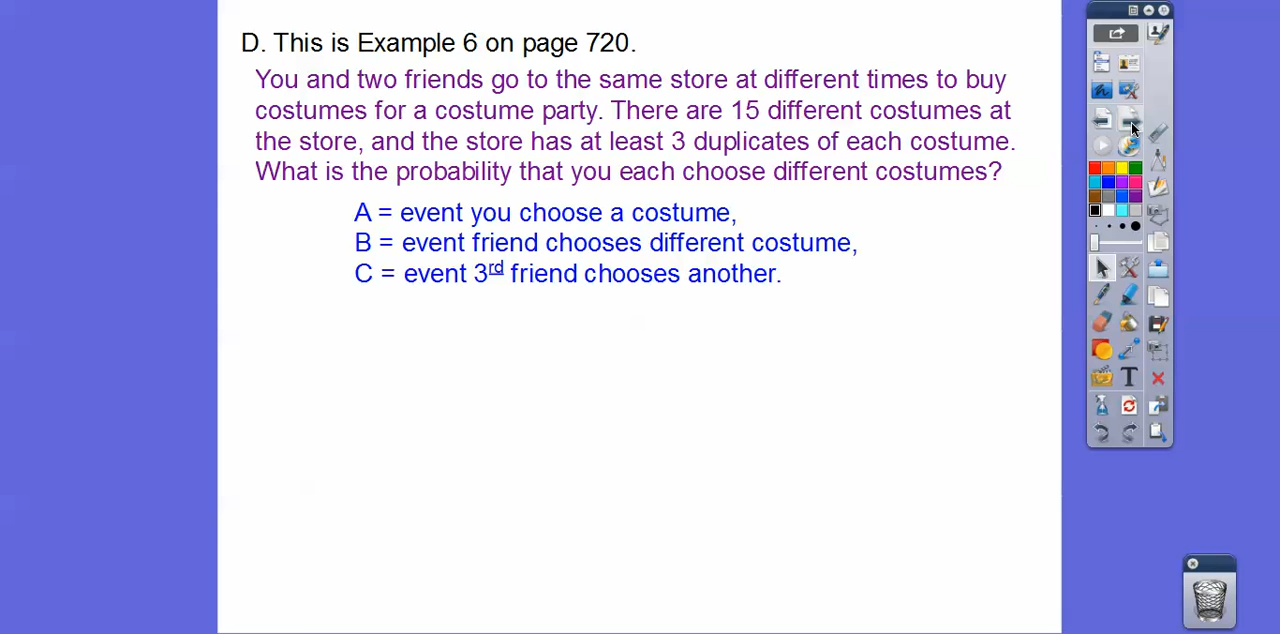 D. This is Example 6 on page 720.
You and two friends go to the same store at different times to buy
costumes for a costume party. There are 15 different costumes at
the store, and the store has at least 3 duplicates of each costume.
What is the probability that you each choose different costumes?
A = event you choose a costume,
B = event friend chooses different costume,
C = event 3rd friend chooses another.
T